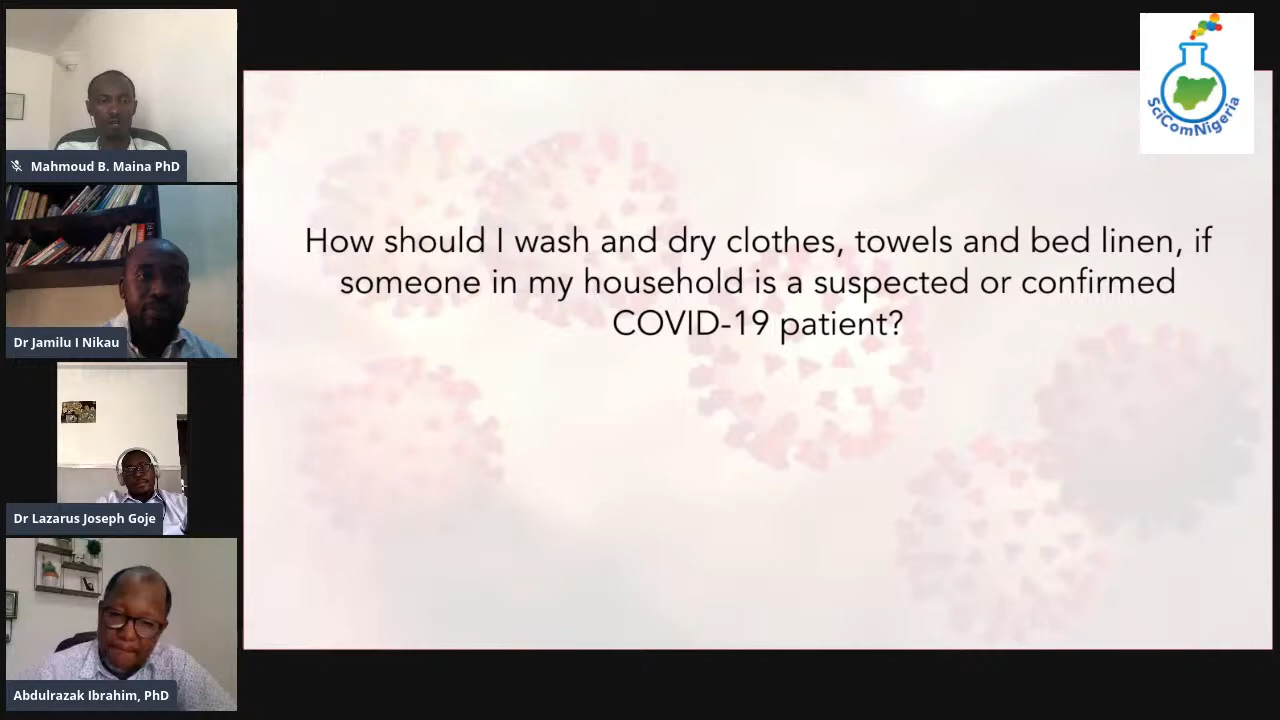 SciComNigeria
Mahmoud B. Maina PhD
How should I wash and dry clothes, towels and bed linen, if
someone in my household is a suspected or confirmed
COVID-19 patient?
Dr Jamilu I Nikau
Dr Lazarus Joseph Goje
Abdulrazak Ibrahim, PhD